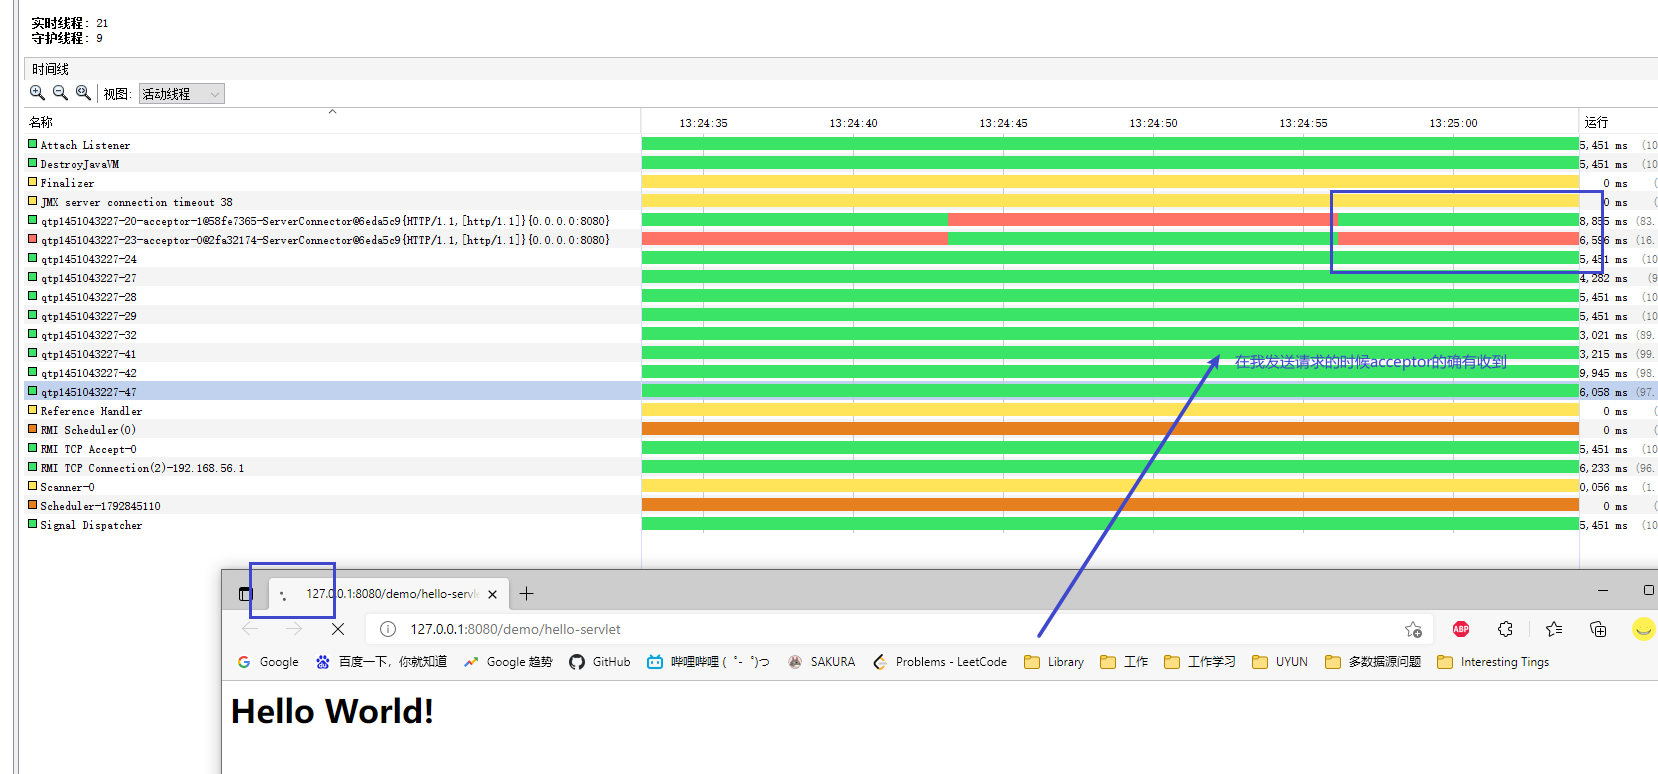 实时线程: 21
守护线程: 9
时间线
视图: 活动线程
名称 13:24:35 13:24:40 13:24:45 13:24:50 13:24:55 13:25:00 运行
Attach Listener 5,451 ms (10
DestroyJavaVM 5,451 ms (10
Finalizer 0 ms (
JMX server connection timeout 38 0 ms (
qtp1451043227-20-acceptor-1@58fe7365-ServerConnector@6eda5c9{HTTP/1.1,[http/1.1]}{0.0.0.0:8080} 8,855 ms (83.
qtp1451043227-23-acceptor-0@2fa32174-ServerConnector@6eda5c9{HTTP/1.1,[http/1.1]}{0.0.0.0:8080} 6,596 ms (16.
qtp1451043227-24 5,451 ms (10
qtp1451043227-27 4,282 ms (9
qtp1451043227-28 5,451 ms (10
qtp1451043227-29 5,451 ms (10
qtp1451043227-32 3,021 ms (89.
qtp1451043227-41 3,215 ms (99.
在我发送请求的时候acceptor的确有收到
qtp1451043227-42 9,945 ms (98.
qtp1451043227-47 6,058 ms (97.
Reference Handler 0 ms (
RMI Scheduler(0) 0 ms (
RMI TCP Accept-0 5,451 ms (10
RMI TCP Connection(2)-192.168.56.1 6,233 ms (96.
Scanner-0 0,056 ms (1.
Scheduler-1792845110 0 ms (
Signal Dispatcher 5,451 ms (10
127.0.0.1:8080/demo/hello-servle
127.0.0.1:8080/demo/hello-servlet ABP
Google 百度一下，你就知道 Google 趋势 GitHub 哔哩哔哩 ( ゜- ゜)つ SAKURA Problems - LeetCode Library 工作 工作学习 UYUN 多数据源问题 Interesting Tings
Hello World!